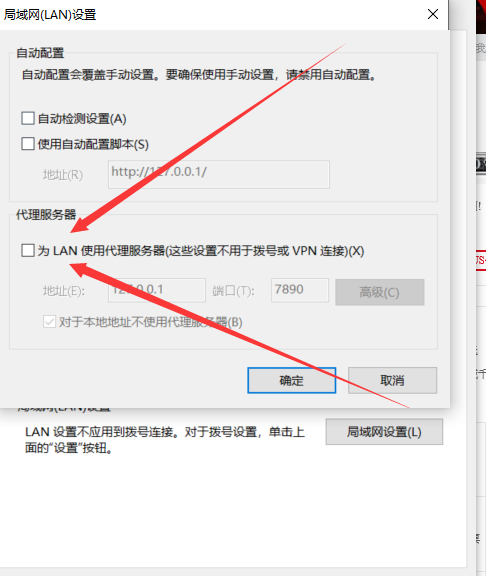 局域网(LAN)设置
自动配置
自动配置会覆盖手动设置。要确保使用手动设置，请禁用自动配置。
自动检测设置(A)
使用自动配置脚本(S)
地址(R)
http://127.0.0.1/
代理服务器
为 LAN 使用代理服务器(这些设置不用于拨号或 VPN 连接)(X)
地址(E):
127.0.0.1
端口(T):
7890
高级(C)
对于本地地址不使用代理服务器(B)
确定
取消
局域网(LAN)设置
LAN 设置不应用到拨号连接。对于拨号设置，单击上
面的“设置”按钮。
局域网设置(L)
我